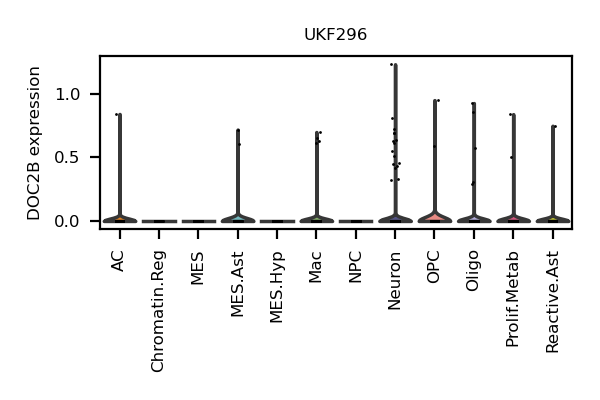 UKF296
DOC2B expression
1.0
0.5
0.0
AC
Chromatin.Reg
MES
MES.Ast
MES.Hyp
Mac
NPC
Neuron
OPC
Oligo
Prolif.Metab
Reactive.Ast